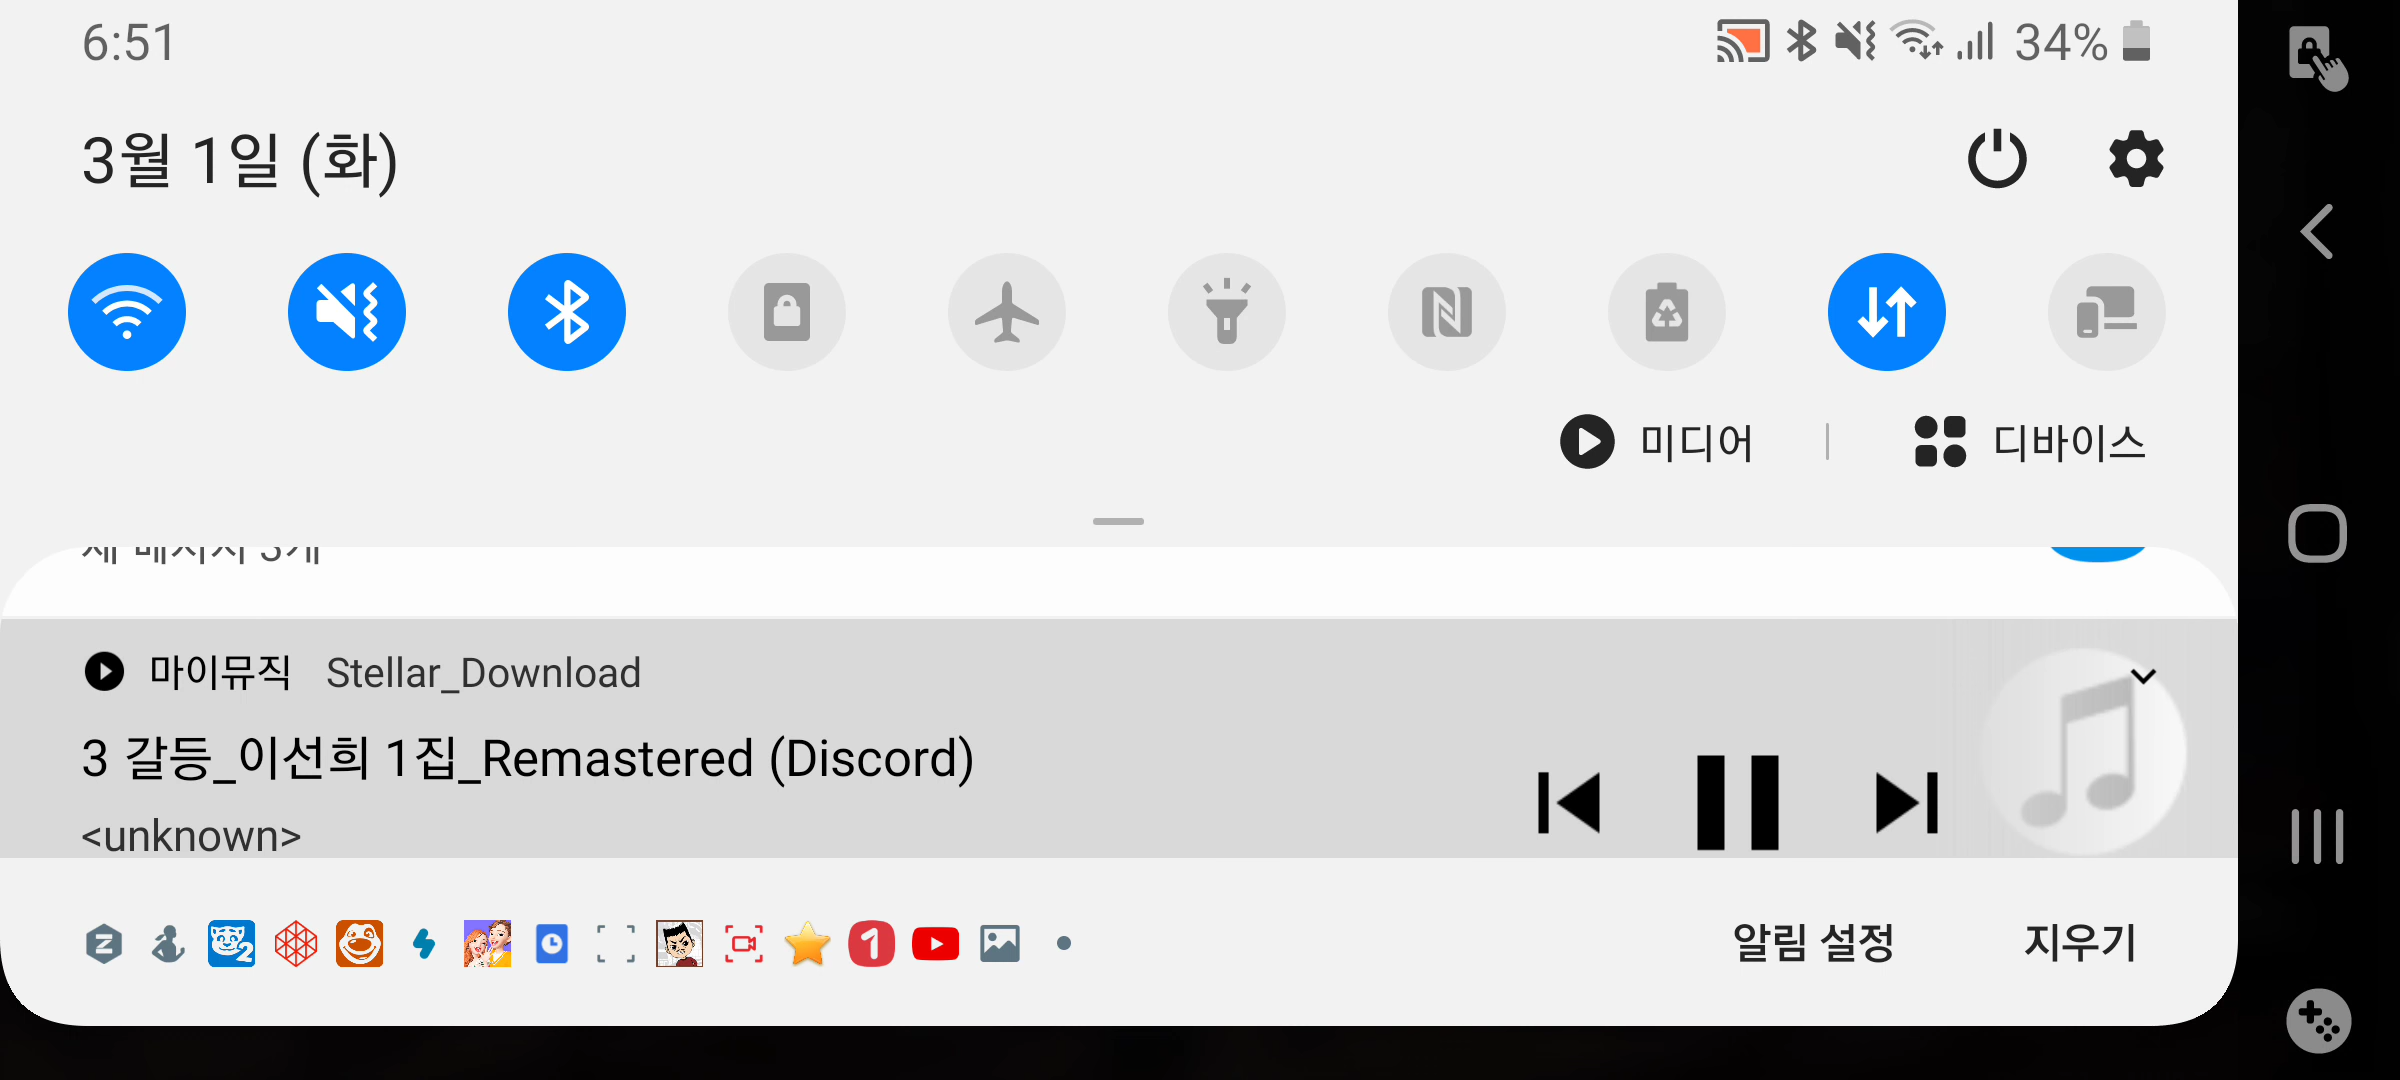 6:51
34%
3월 1일 (화)
미디어
디바이스
마이뮤직 Stellar_Download
3 갈등_이선희 1집_Remastered (Discord)
<unknown>
알림 설정
지우기